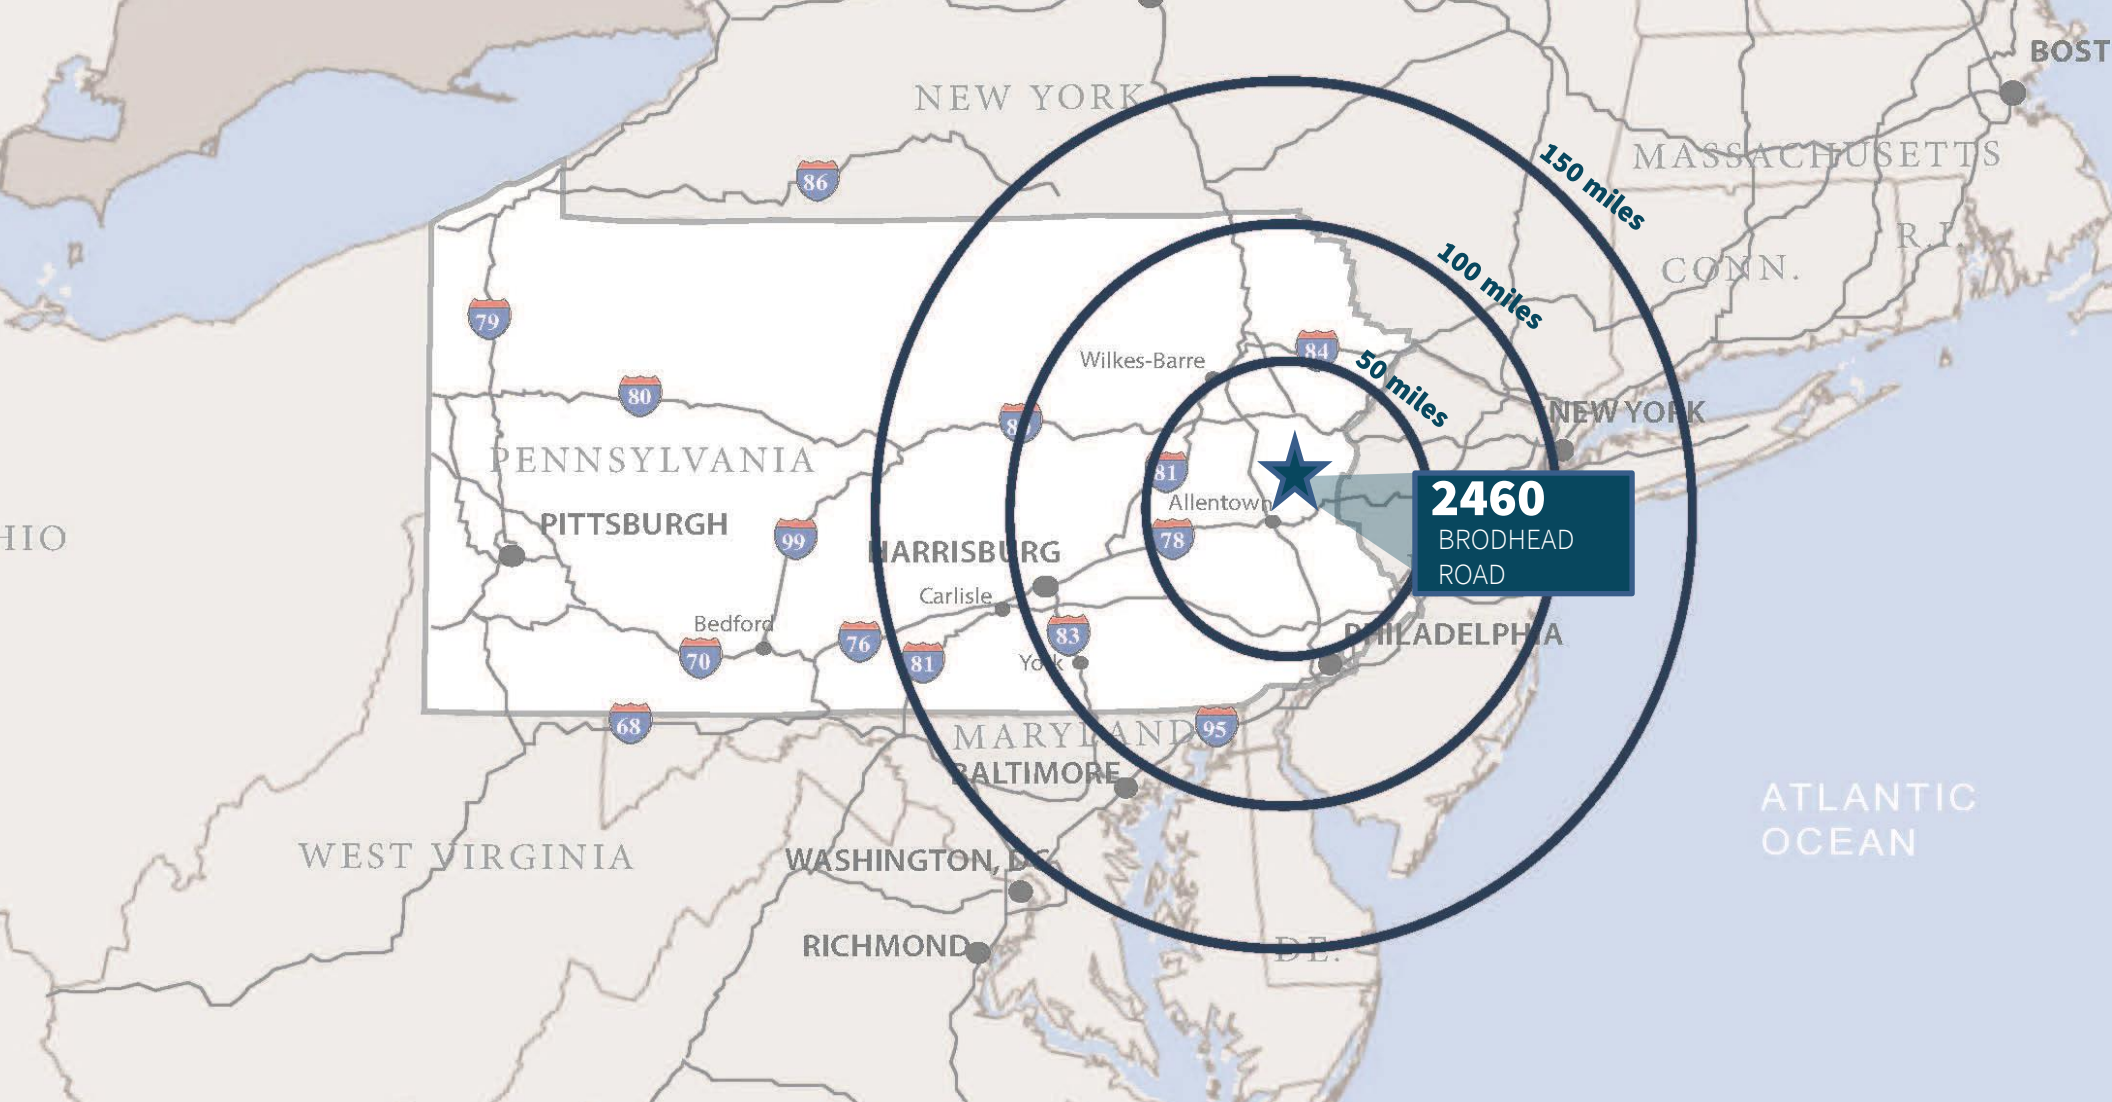 BOST
NEW YORK
150 miles
MASSACHUSETTS
86
R.I.
100 miles
CONN.
79
84
Wilkes-Barre
50 miles
80
NEW YORK
PENNSYLVANIA
81
Allentown
2460
BRODHEAD
ROAD
PITTSBURGH
HIO
99
78
HARRISBURG
Carlisle
Bedford
76
83
PHILADELPHIA
70
81
York
68
95
MARYLAND
BALTIMORE
ATLANTIC
OCEAN
WEST VIRGINIA
WASHINGTON, DC
RICHMOND
DE.